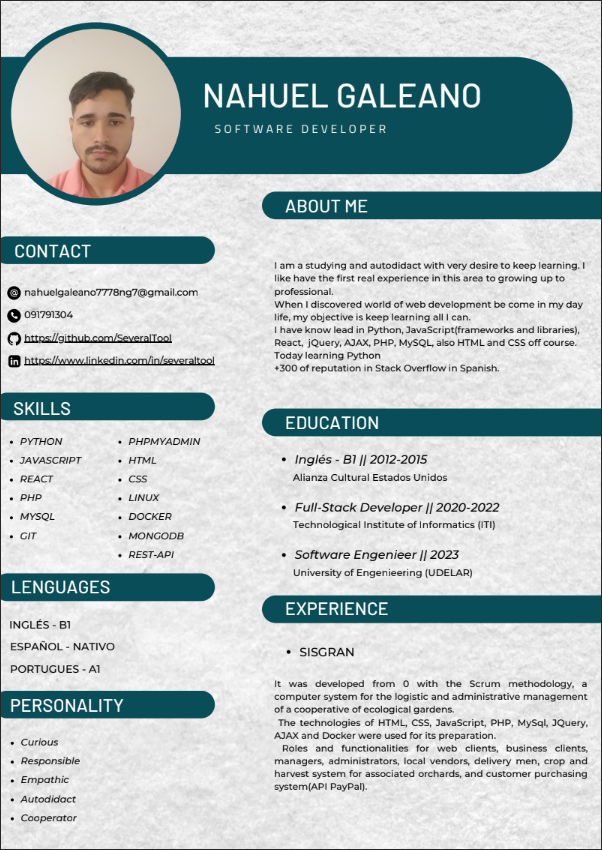 NAHUEL GALEANO
SOFTWARE DEVELOPER
CONTACT
nahuelgaleano7778ng7@gmail.com
091791304
https://github.com/SeveralTool
https://www.linkedin.com/in/severaltool
SKILLS
• PYTHON
• JAVASCRIPT
• REACT
• PHP
• MYSQL
• GIT
• PHPMYADMIN
• HTML
• CSS
• LINUX
• DOCKER
• MONGODB
• REST-API
LENGUAGES
INGLÉS - B1
ESPAÑOL - NATIVO
PORTUGUES - A1
PERSONALITY
• Curious
• Responsible
• Empathic
• Autodidact
• Cooperator
ABOUT ME
I am a studying and autodidact with very desire to keep learning. I
like have the first real experience in this area to growing up to
professional.
When I discovered world of web development be come in my day
life, my objective is keep learning all I can.
I have know lead in Python, JavaScript(frameworks and libraries),
React, jQuery, AJAX, PHP, MySQL, also HTML and CSS off course.
Today learning Python
+300 of reputation in Stack Overflow in Spanish.
EDUCATION
• Inglés - B1 || 2012-2015
Alianza Cultural Estados Unidos
• Full-Stack Developer || 2020-2022
Technological Institute of Informatics (ITI)
• Software Engenieer || 2023
University of Engenieering (UDELAR)
EXPERIENCE
• SISGRAN
It was developed from 0 with the Scrum methodology, a
computer system for the logistic and administrative management
of a cooperative of ecological gardens.
The technologies of HTML, CSS, JavaScript, PHP, MySql, JQuery,
AJAX and Docker were used for its preparation.
Roles and functionalities for web clients, business clients,
managers, administrators, local vendors, delivery men, crop and
harvest system for associated orchards, and customer purchasing
system(API PayPal).